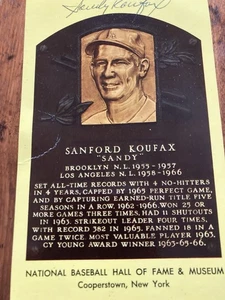 Sandy Koufax
SANFORD KOUFAX
"SANDY"
BROOKLYN N.L. 1955-1957
LOS ANGELES N.L. 1958-1966
SET ALL-TIME RECORDS WITH 4 NO-HITTERS
IN 4 YEARS, CAPPED BY 1965 PERFECT GAME,
AND BY CAPTURING EARNED-RUN TITLE FIVE
SEASONS IN A ROW, 1962-1966. WON 25 OR
MORE GAMES THREE TIMES. HAD 11 SHUTOUTS
IN 1963. STRIKEOUT LEADER FOUR TIMES,
WITH RECORD 382 IN 1965. FANNED 18 IN A
GAME TWICE. MOST VALUABLE PLAYER 1963.
CY YOUNG AWARD WINNER 1963-65-66.
NATIONAL BASEBALL HALL OF FAME & MUSEUM
Cooperstown, New York